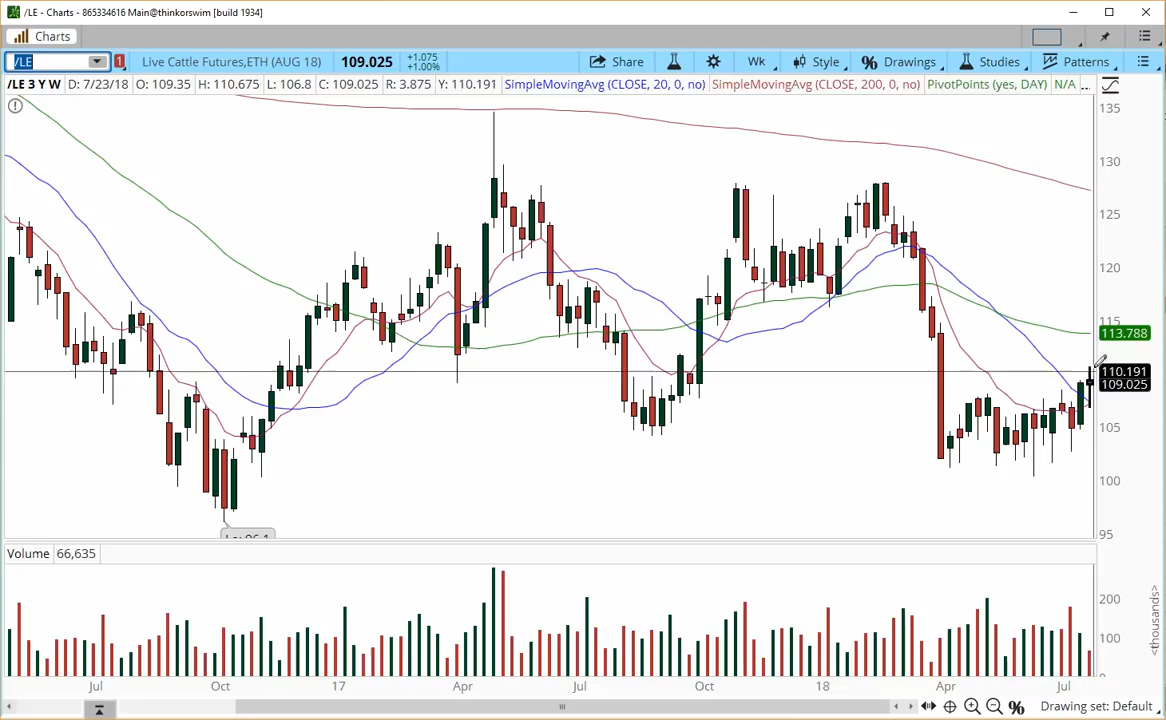 /LE - Charts - 865334616 Main@thinkorswim [build 1934]
Charts
/LE 1 Live Cattle Futures,ETH (AUG 18) 109.025 +1.075 +1.00% Share Wk Style Drawings Studies Patterns
/LE 3 Y W D: 7/23/18 O: 109.35 H: 110.675 L: 106.8 C: 109.025 R: 3.875 Y: 110.191 SimpleMovingAvg (CLOSE, 20, 0, no) SimpleMovingAvg (CLOSE, 200, 0, no) PivotPoints (yes, DAY) N/A ...
135
130
125
120
115
113.788
110.191
109.025
105
100
95
Volume 66,635
200
100
<thousands>
Jul Oct 17 Apr Jul Oct 18 Apr Jul
Drawing set: Default